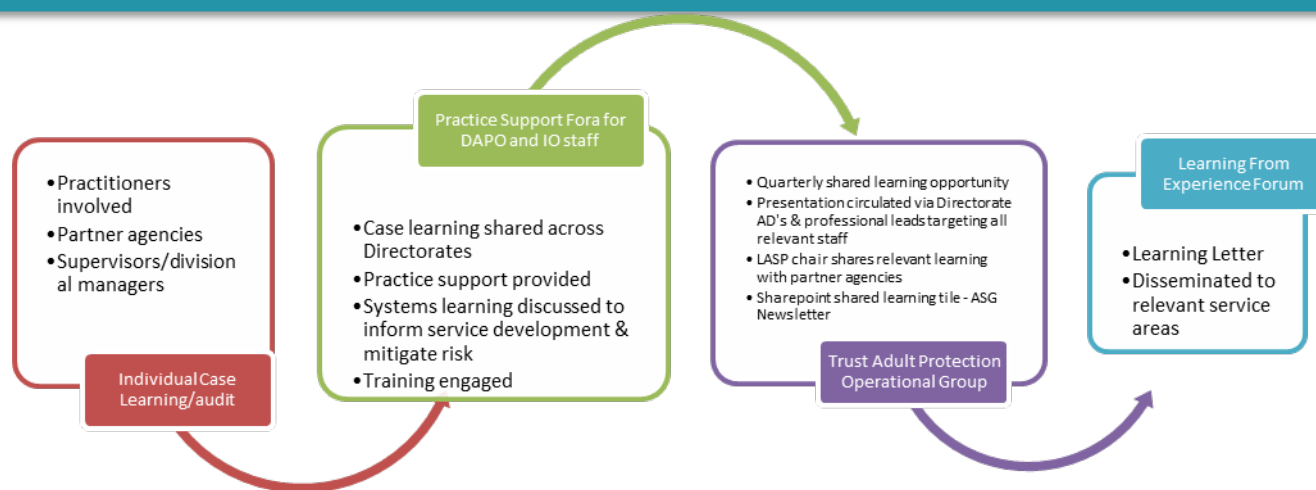 •Practitioners
involved
•Partner agencies
•Supervisors/division
al managers
Individual Case
Learning/audit
Practice Support Fora for
DAPO and IO staff
•Case learning shared across
Directorates
•Practice support provided
•Systems learning discussed to
inform service development &
mitigate risk
•Training engaged
• Quarterly shared learning opportunity
• Presentation circulated via Directorate
AD's & professional leads targeting all
relevant staff
• LASP chair shares relevant learning
with partner agencies
• Sharepoint shared learning tile - ASG
Newsletter
Trust Adult Protection
Operational Group
Learning From
Experience Forum
•Learning Letter
•Disseminated to
relevant service
areas